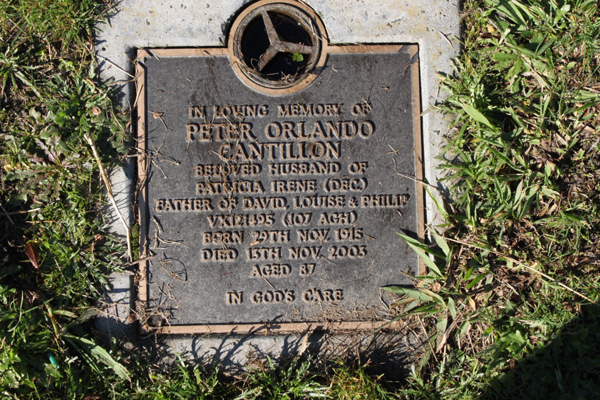 IN LOVING MEMORY OF
PETER ORLANDO
CANTILLON
BELOVED HUSBAND OF
PATRICIA IRENE (DEC.)
FATHER OF DAVID, LOUISE & PHILIP
VX121495 (107 AGH)
BORN 29TH NOV. 1915
DIED 13TH NOV. 2003
AGED 87
IN GOD'S CARE